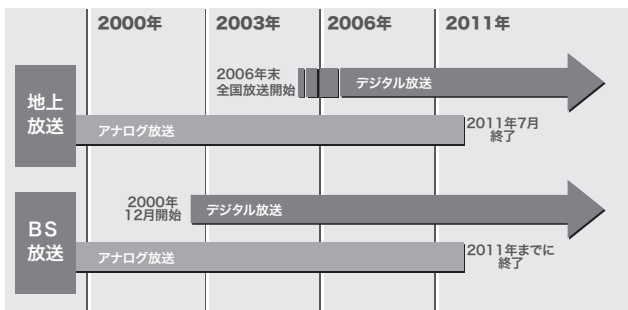 2000年
2003年
2006年
2011年
地上
放送
2006年末
全国放送開始
デジタル放送
アナログ放送
2011年7月
終了
BS
放送
2000年
12月開始
デジタル放送
アナログ放送
2011年までに
終了